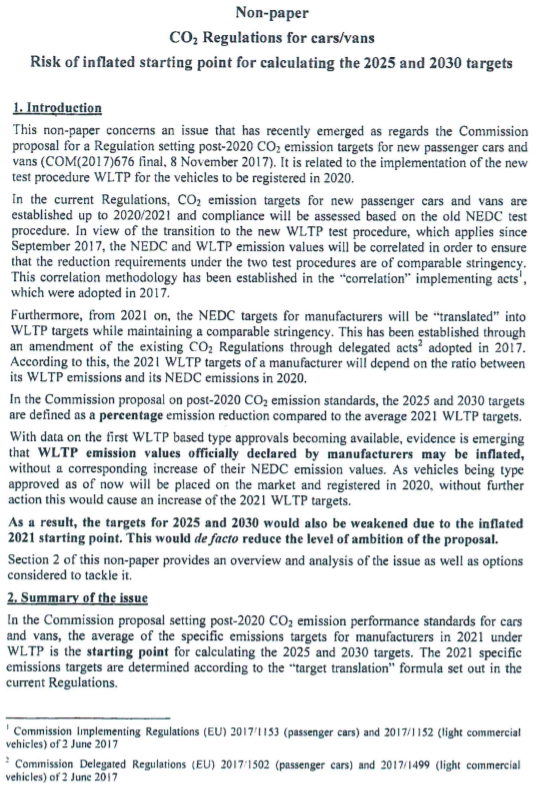 Non-paper
CO₂ Regulations for cars/vans
Risk of inflated starting point for calculating the 2025 and 2030 targets
1. Introduction
This non-paper concerns an issue that has recently emerged as regards the Commission
proposal for a Regulation setting post-2020 CO₂ emission targets for new passenger cars and
vans (COM(2017)676 final, 8 November 2017). It is related to the implementation of the new
test procedure WLTP for the vehicles to be registered in 2020.
In the current Regulations, CO₂ emission targets for new passenger cars and vans are
established up to 2020/2021 and compliance will be assessed based on the old NEDC test
procedure. In view of the transition to the new WLTP test procedure, which applies since
September 2017, the NEDC and WLTP emission values will be correlated in order to ensure
that the reduction requirements under the two test procedures are of comparable stringency.
This correlation methodology has been established in the “correlation” implementing acts¹,
which were adopted in 2017.
Furthermore, from 2021 on, the NEDC targets for manufacturers will be “translated” into
WLTP targets while maintaining a comparable stringency. This has been established through
an amendment of the existing CO₂ Regulations through delegated acts² adopted in 2017.
According to this, the 2021 WLTP targets of a manufacturer will depend on the ratio between
its WLTP emissions and its NEDC emissions in 2020.
In the Commission proposal on post-2020 CO₂ emission standards, the 2025 and 2030 targets
are defined as a percentage emission reduction compared to the average 2021 WLTP targets.
With data on the first WLTP based type approvals becoming available, evidence is emerging
that WLTP emission values officially declared by manufacturers may be inflated,
without a corresponding increase of their NEDC emission values. As vehicles being type
approved as of now will be placed on the market and registered in 2020, without further
action this would cause an increase of the 2021 WLTP targets.
As a result, the targets for 2025 and 2030 would also be weakened due to the inflated
2021 starting point. This would de facto reduce the level of ambition of the proposal.
Section 2 of this non-paper provides an overview and analysis of the issue as well as options
considered to tackle it.
2. Summary of the issue
In the Commission proposal setting post-2020 CO₂ emission performance standards for cars
and vans, the average of the specific emissions targets for manufacturers in 2021 under
WLTP is the starting point for calculating the 2025 and 2030 targets. The 2021 specific
emissions targets are determined according to the “target translation” formula set out in the
current Regulations.
¹ Commission Implementing Regulations (EU) 2017/1153 (passenger cars) and 2017/1152 (light commercial
vehicles) of 2 June 2017
² Commission Delegated Regulations (EU) 2017/1502 (passenger cars) and 2017/1499 (light commercial
vehicles) of 2 June 2017